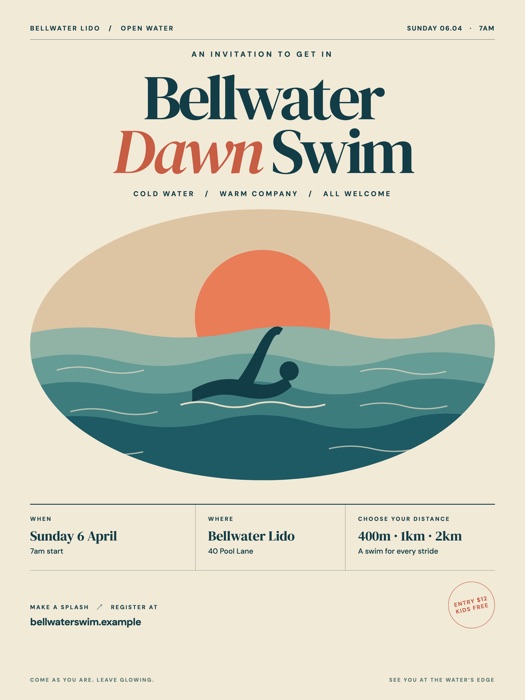 BELLWATER LIDO / OPEN WATER
SUNDAY 06.04 · 7AM
AN INVITATION TO GET IN
Bellwater
Dawn Swim
COLD WATER / WARM COMPANY / ALL WELCOME
WHEN
Sunday 6 April
7am start
WHERE
Bellwater Lido
40 Pool Lane
CHOOSE YOUR DISTANCE
400m · 1km · 2km
A swim for every stride
MAKE A SPLASH / REGISTER AT
bellwaterswim.example
ENTRY $12
KIDS FREE
COME AS YOU ARE. LEAVE GLOWING.
SEE YOU AT THE WATER'S EDGE